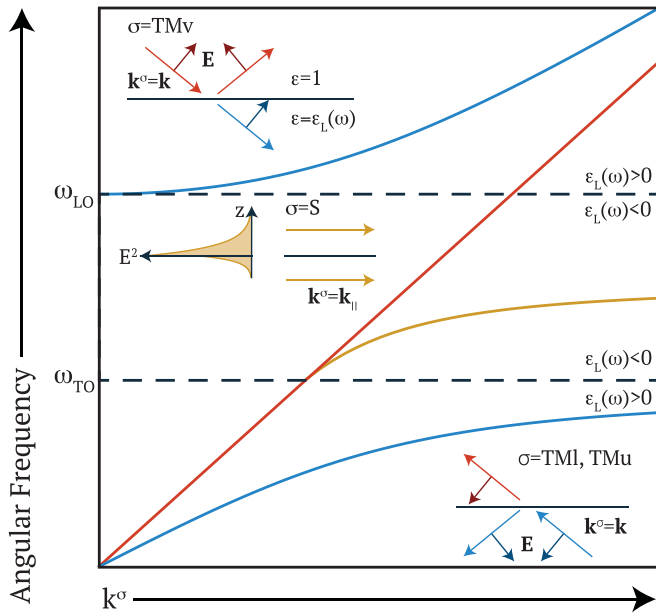 σ=TMv
E
k^σ=k
ε=1
ε=ε_L(ω)
ω_LO
ε_L(ω)>0
ε_L(ω)<0
z
σ=S
E²
k^σ=k_||
ω_TO
ε_L(ω)<0
ε_L(ω)>0
σ=TMl, TMu
k^σ=k
E
Angular Frequency
k^σ